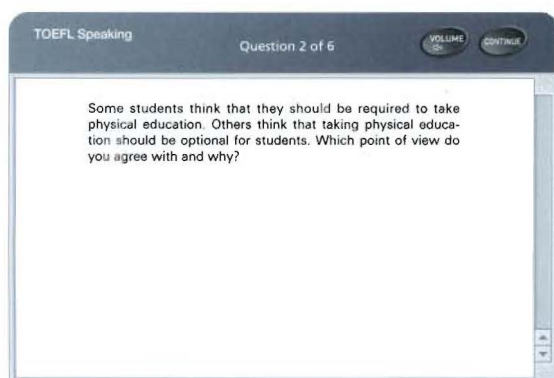 TOEFL Speaking
Question 2 of 6
VOLUME
CONTINUE
Some students think that they should be required to take
physical education. Others think that taking physical educa-
tion should be optional for students. Which point of view do
you agree with and why?